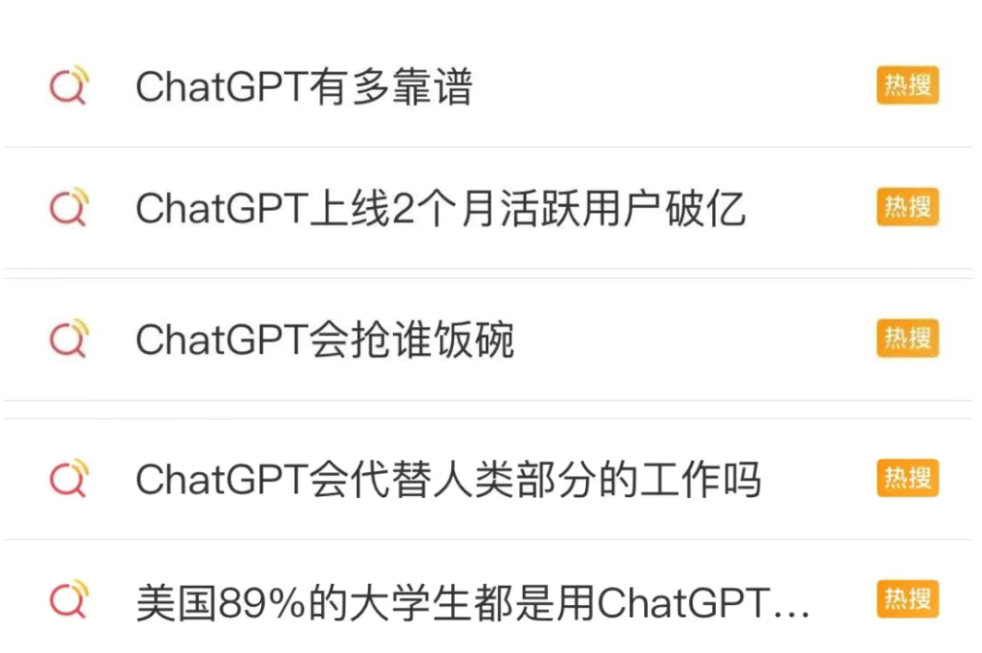 ChatGPT有多靠谱 热搜
ChatGPT上线2个月活跃用户破亿 热搜
ChatGPT会抢谁饭碗 热搜
ChatGPT会代替人类部分的工作吗 热搜
美国89%的大学生都是用ChatGPT... 热搜